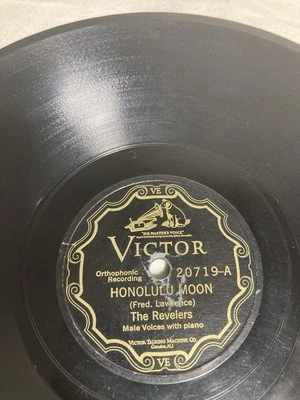 VE
"HIS MASTER'S VOICE"
VICTOR
Orthophonic
Recording
20719-A
HONOLULU MOON
(Fred. Lawrence)
The Revelers
Male Voices with piano
VICTOR TALKING MACHINE CO.
Camden, N.J.
VE